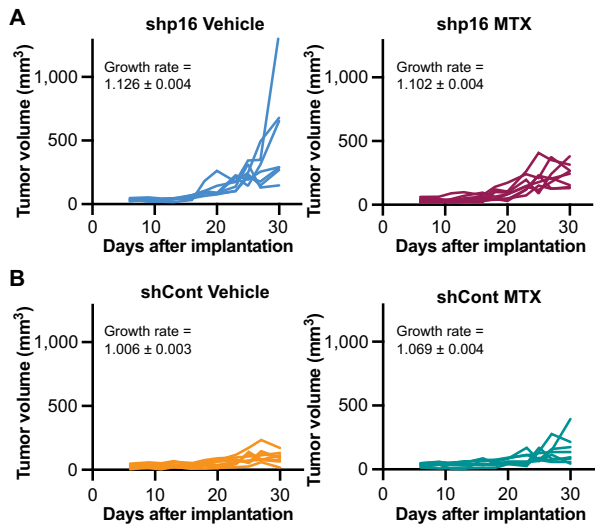 A
shp16 Vehicle
shp16 MTX
Growth rate =
1.126 ± 0.004
Growth rate =
1.102 ± 0.004
Tumor volume (mm³)
1,000
500
0
0 10 20 30
Days after implantation
Tumor volume (mm³)
1,000
500
0
0 10 20 30
Days after implantation
B
shCont Vehicle
shCont MTX
Growth rate =
1.006 ± 0.003
Growth rate =
1.069 ± 0.004
Tumor volume (mm³)
1,000
500
0
0 10 20 30
Days after implantation
Tumor volume (mm³)
1,000
500
0
0 10 20 30
Days after implantation